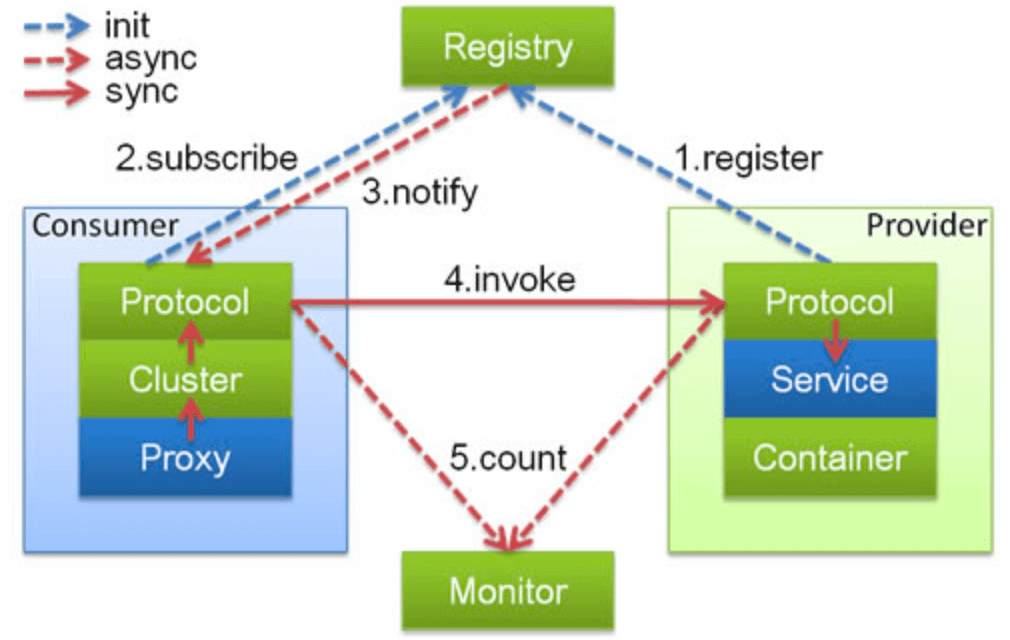 init
async
sync
Registry
2.subscribe
1.register
3.notify
Consumer
Provider
Protocol
4.invoke
Protocol
Cluster
Service
Proxy
5.count
Container
Monitor